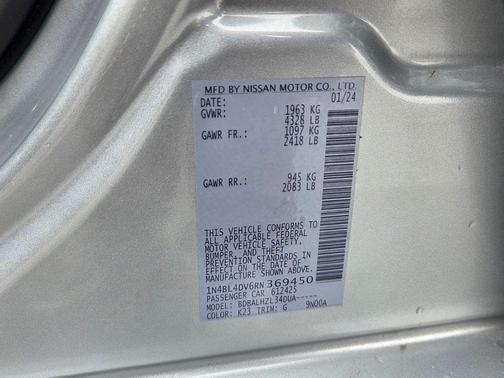 MFD BY NISSAN MOTOR CO., LTD.
DATE: 01/24
GVWR: 1963 KG
4328 LB
GAWR FR: 1097 KG
2418 LB
GAWR RR: 945 KG
2083 LB
THIS VEHICLE CONFORMS TO
ALL APPLICABLE FEDERAL
MOTOR VEHICLE SAFETY,
BUMPER, AND THEFT
PREVENTION STANDARDS IN
EFFECT ON THE DATE OF
MANUFACTURE SHOWN ABOVE.
1N4BL4DV6RN369450
PASSENGER CAR 612425
MODEL: BDBALHZL34DUA-----
COLOR: K23 TRIM: G 9N00A